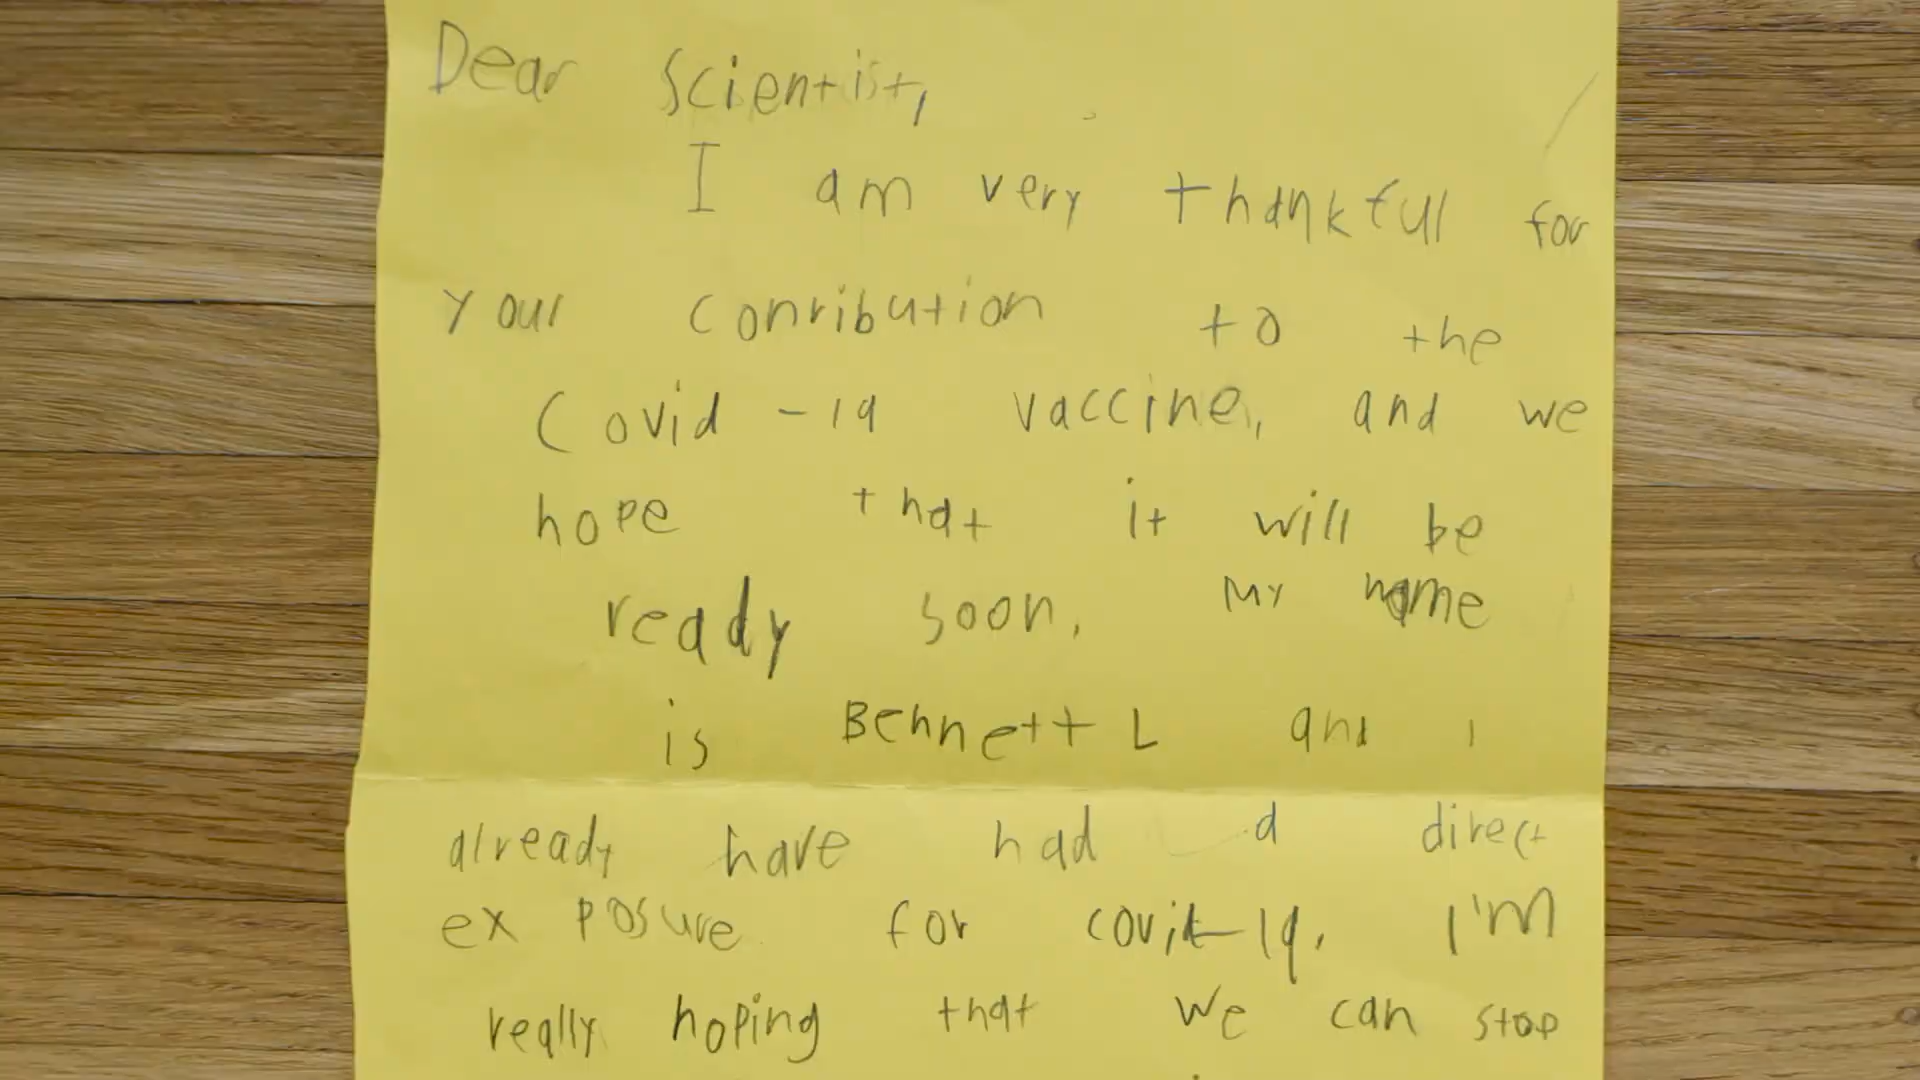 Dear Scientist,
I am very thankful for
your conribution to the
Covid-19 vaccine, and we
hope that it will be
ready soon. My name
is Bennett L and I
already have had a direct
exposure for covit-19. I'm
really hoping that we can stop